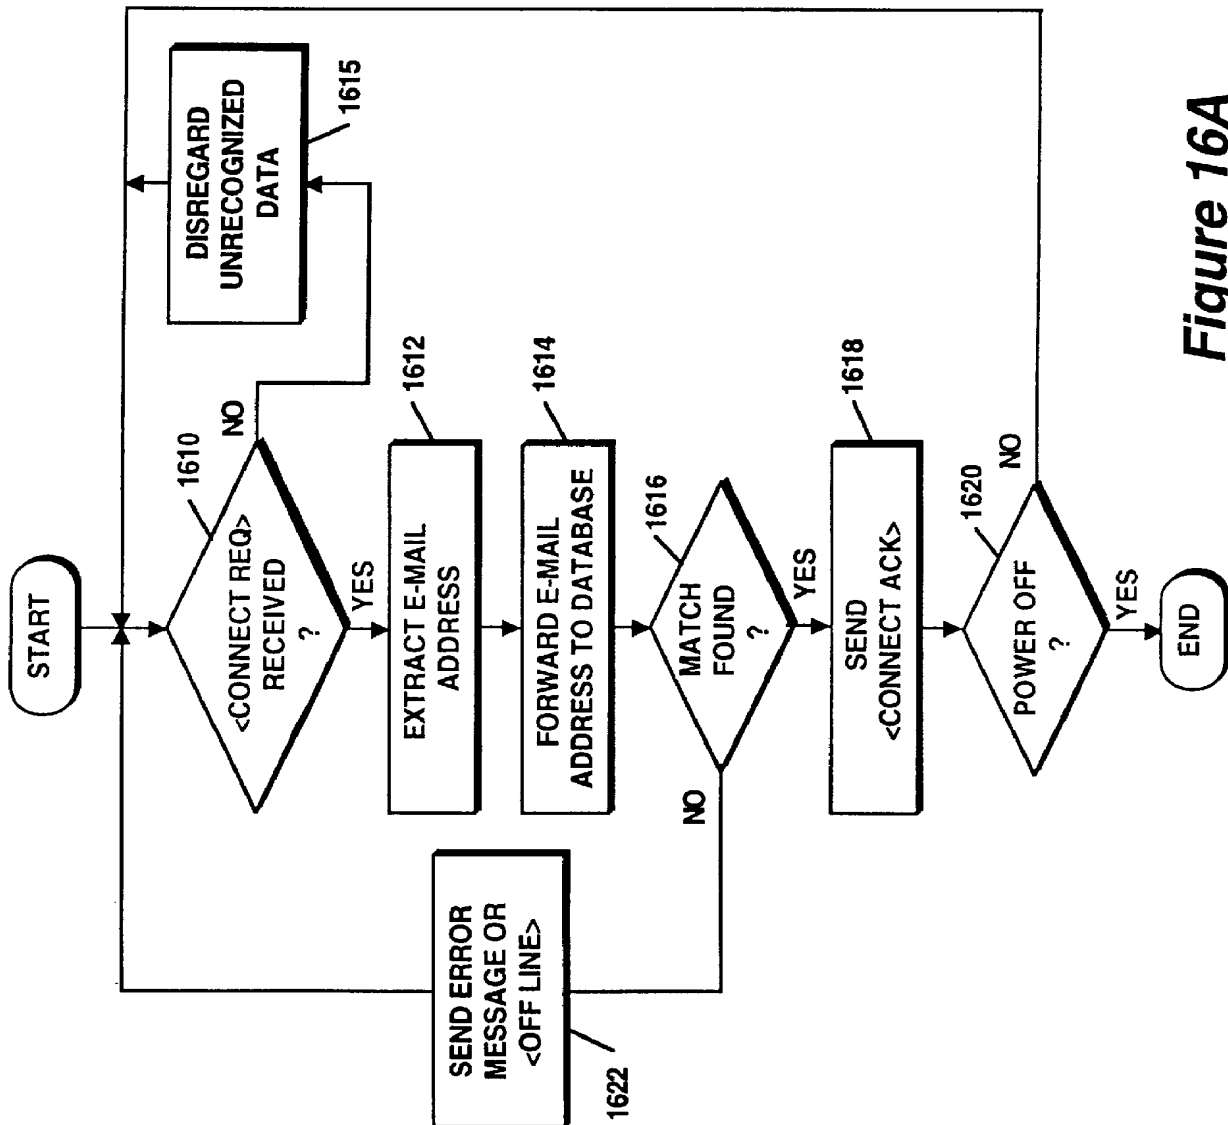 START
<CONNECT REQ>
RECEIVED
?
1610
NO
YES
DISREGARD
UNRECOGNIZED
DATA
1615
EXTRACT E-MAIL
ADDRESS
1612
FORWARD E-MAIL
ADDRESS TO DATABASE
1614
MATCH
FOUND
?
1616
NO
YES
SEND ERROR
MESSAGE OR
<OFF LINE>
1622
SEND
<CONNECT ACK>
1618
POWER OFF
?
1620
NO
YES
END
Figure 16A